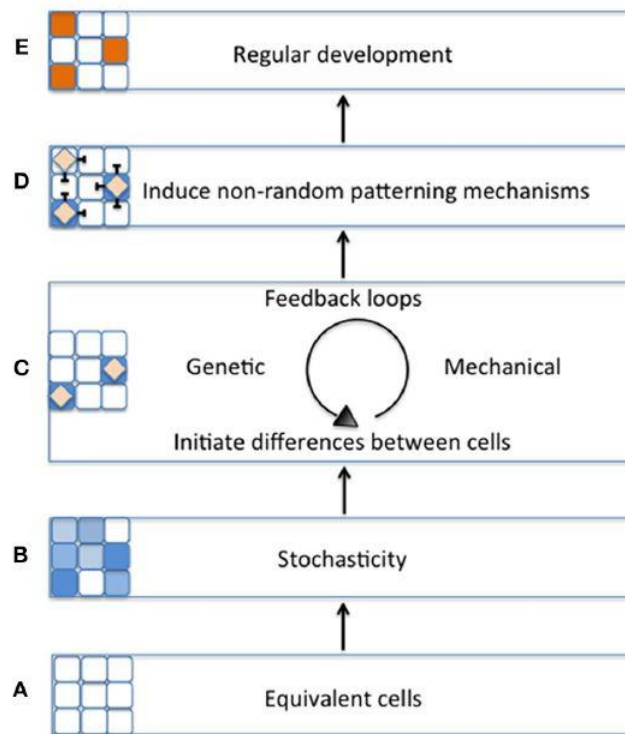 E
Regular development
D
Induce non-random patterning mechanisms
C
Feedback loops
Genetic
Mechanical
Initiate differences between cells
B
Stochasticity
A
Equivalent cells